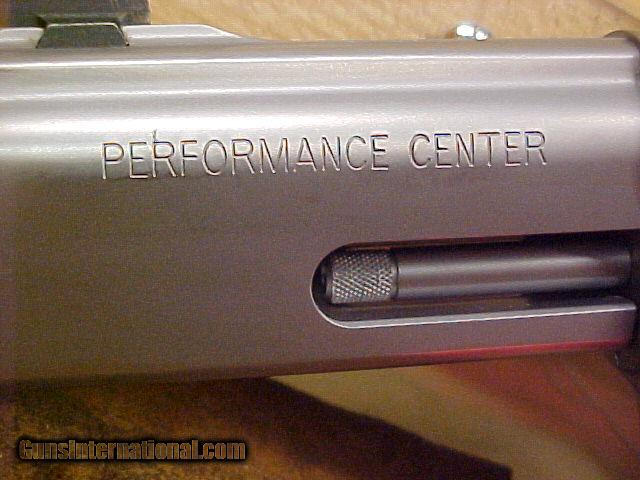 PERFORMANCE CENTER
GunsInternational.com